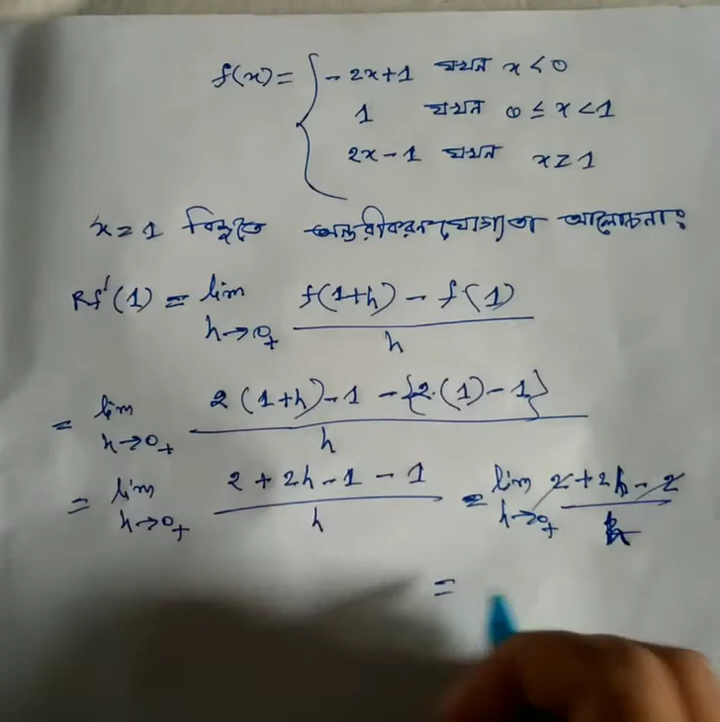 f(x) = { -2x+1 যখন x < 0
1 যখন 0 ≤ x < 1
2x-1 যখন x ≥ 1
x = 1 বিন্দুতে অন্তরীকরণযোগ্যতা আলোচনাঃ
Rf'(1) = lim h→0+ f(1+h) - f(1) / h
= lim h→0+ 2(1+h)-1-{2.(1)-1} / h
= lim h→0+ 2+2h-1-1 / h = lim h→0+ 2+2h-2 / h
=